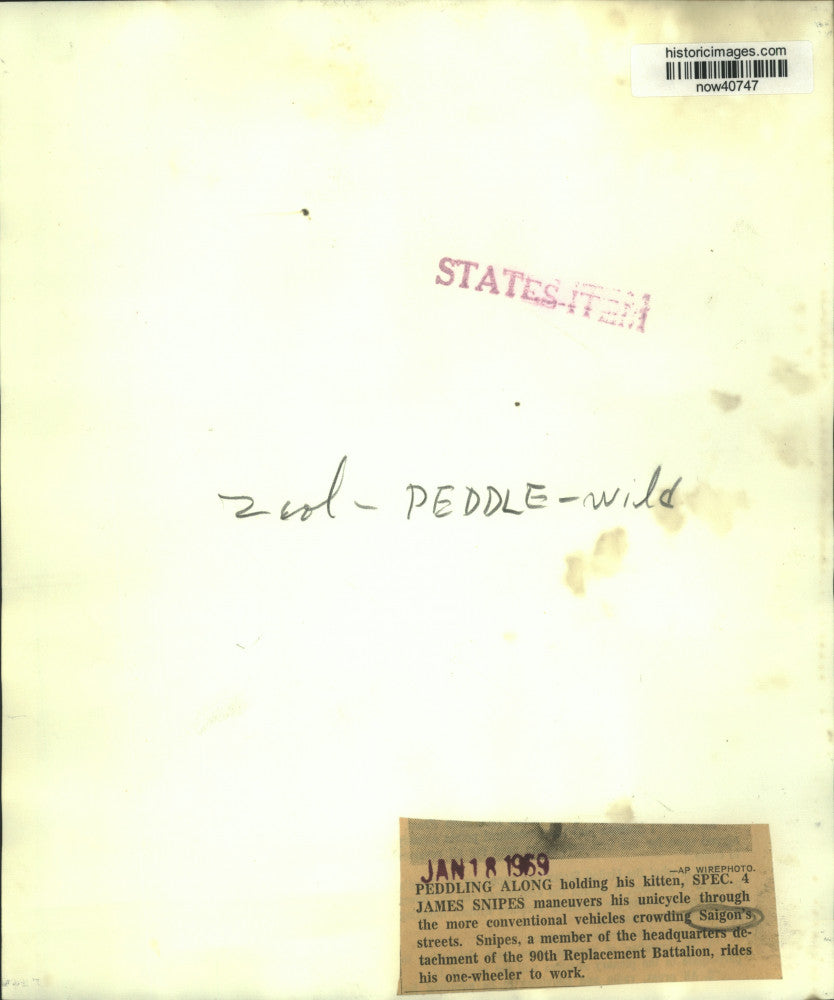 historicimages.com
now40747
STATES-ITEM
2 col - PEDDLE - wild
JAN 18 1969
—AP WIREPHOTO.
PEDDLING ALONG holding his kitten, SPEC. 4
JAMES SNIPES maneuvers his unicycle through
the more conventional vehicles crowding Saigon's
streets. Snipes, a member of the headquarters de-
tachment of the 90th Replacement Battalion, rides
his one-wheeler to work.